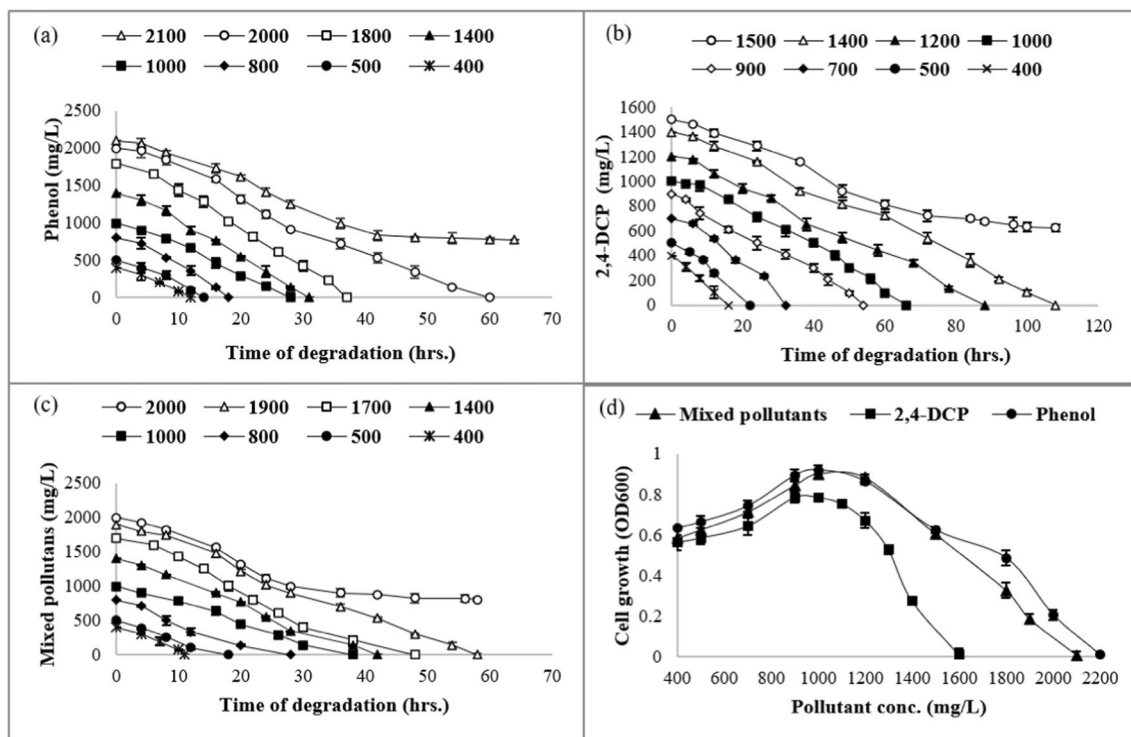 (a)
2100 2000 1800 1400
1000 800 500 400
Phenol (mg/L)
2500
2000
1500
1000
500
0
0 10 20 30 40 50 60 70
Time of degradation (hrs.)
(b)
1500 1400 1200 1000
900 700 500 400
2,4-DCP (mg/L)
1600
1400
1200
1000
800
600
400
200
0
0 20 40 60 80 100 120
Time of degradation (hrs.)
(c)
2000 1900 1700 1400
1000 800 500 400
Mixed pollutans (mg/L)
2500
2000
1500
1000
500
0
0 10 20 30 40 50 60 70
Time of degradation (hrs.)
(d)
Mixed pollutants 2,4-DCP Phenol
Cell growth (OD600)
1
0.8
0.6
0.4
0.2
0
400 600 800 1000 1200 1400 1600 1800 2000 2200
Pollutant conc. (mg/L)